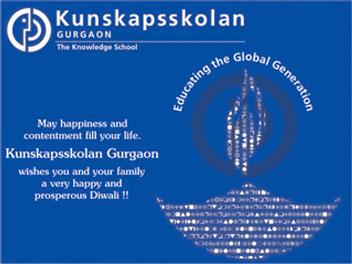 Kunskapsskolan
GURGAON
The Knowledge School
Educating the Global Generation
May happiness and
contentment fill your life.
Kunskapsskolan Gurgaon
wishes you and your family
a very happy and
prosperous Diwali !!